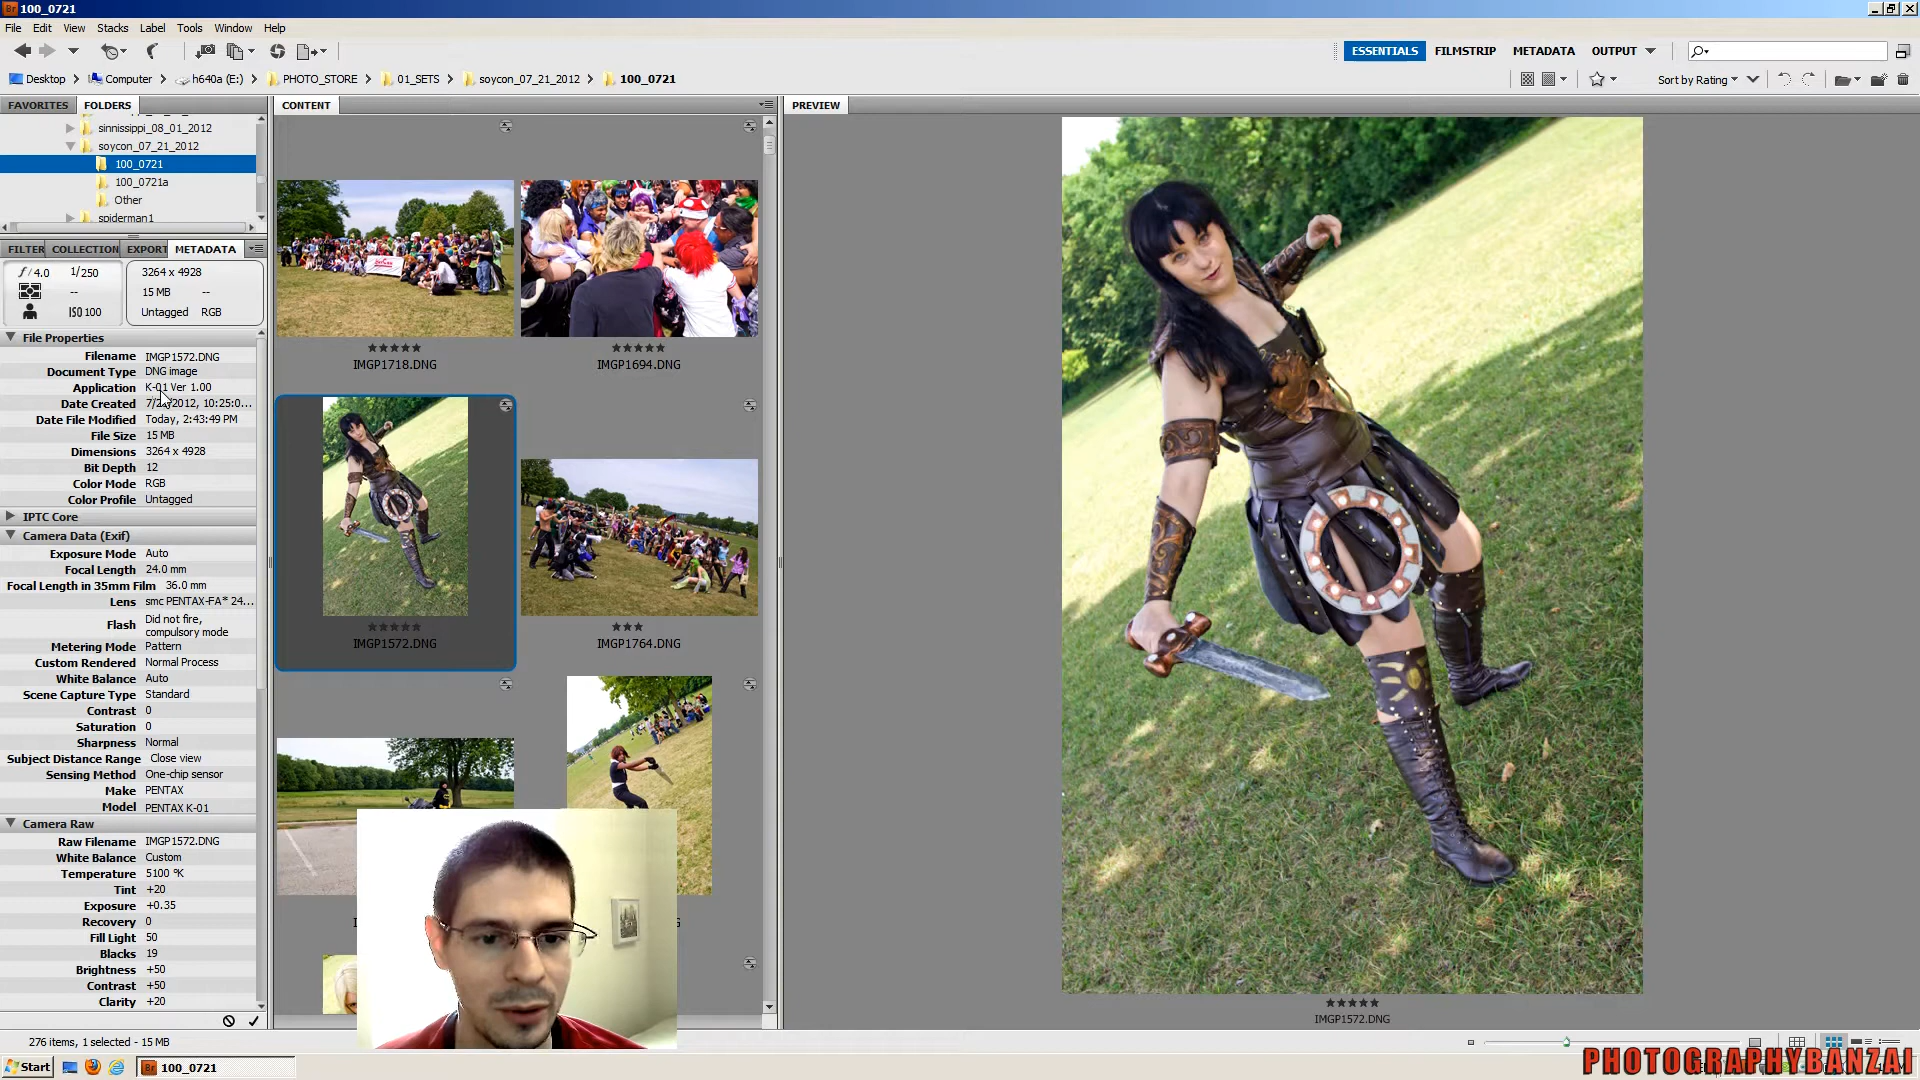 Br 100_0721
File Edit View Stacks Label Tools Window Help
ESSENTIALS FILMSTRIP METADATA OUTPUT
Desktop Computer h640a (E:) PHOTO_STORE 01_SETS soycon_07_21_2012 100_0721
Sort by Rating
FAVORITES FOLDERS
CONTENT
PREVIEW
sinnissippi_08_01_2012
soycon_07_21_2012
100_0721
100_0721a
Other
spiderman1
FILTER COLLECTION EXPORT METADATA
f/4.0 1/250
--
ISO 100
3264 x 4928
15 MB --
Untagged RGB
File Properties
Filename IMGP1572.DNG
Document Type DNG image
Application K-01 Ver 1.00
Date Created 7/2 2012, 10:25:0...
Date File Modified Today, 2:43:49 PM
File Size 15 MB
Dimensions 3264 x 4928
Bit Depth 12
Color Mode RGB
Color Profile Untagged
IPTC Core
Camera Data (Exif)
Exposure Mode Auto
Focal Length 24.0 mm
Focal Length in 35mm Film 36.0 mm
Lens smc PENTAX-FA* 24...
Flash Did not fire,
compulsory mode
Metering Mode Pattern
Custom Rendered Normal Process
White Balance Auto
Scene Capture Type Standard
Contrast 0
Saturation 0
Sharpness Normal
Subject Distance Range Close view
Sensing Method One-chip sensor
Make PENTAX
Model PENTAX K-01
Camera Raw
Raw Filename IMGP1572.DNG
White Balance Custom
Temperature 5100 °K
Tint +20
Exposure +0.35
Recovery 0
Fill Light 50
Blacks 19
Brightness +50
Contrast +50
Clarity +20
★★★★★
IMGP1718.DNG
★★★★★
IMGP1694.DNG
★★★★★
IMGP1572.DNG
★★★
IMGP1764.DNG
★★★★★
IMGP1572.DNG
276 items, 1 selected - 15 MB
Start
Br 100_0721
PHOTOGRAPHYBANZAI